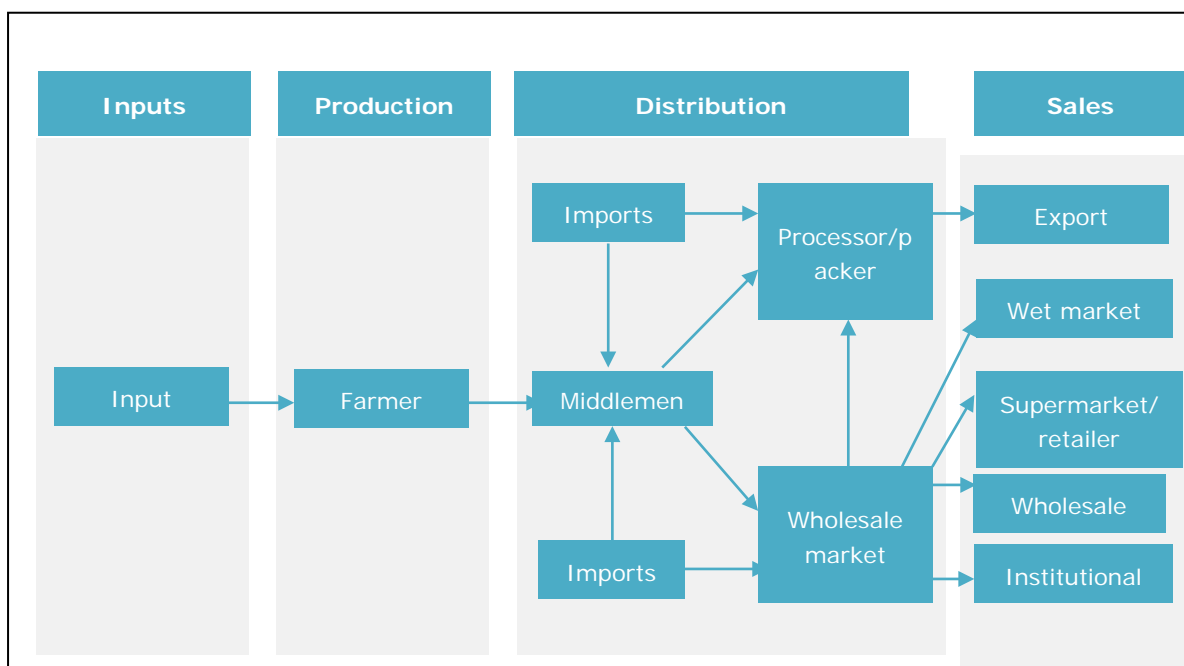 Inputs
Production
Distribution
Sales
Imports
Processor/p
acker
Export
Wet market
Input
Farmer
Middlemen
Supermarket/
retailer
Imports
Wholesale
market
Wholesale
Institutional